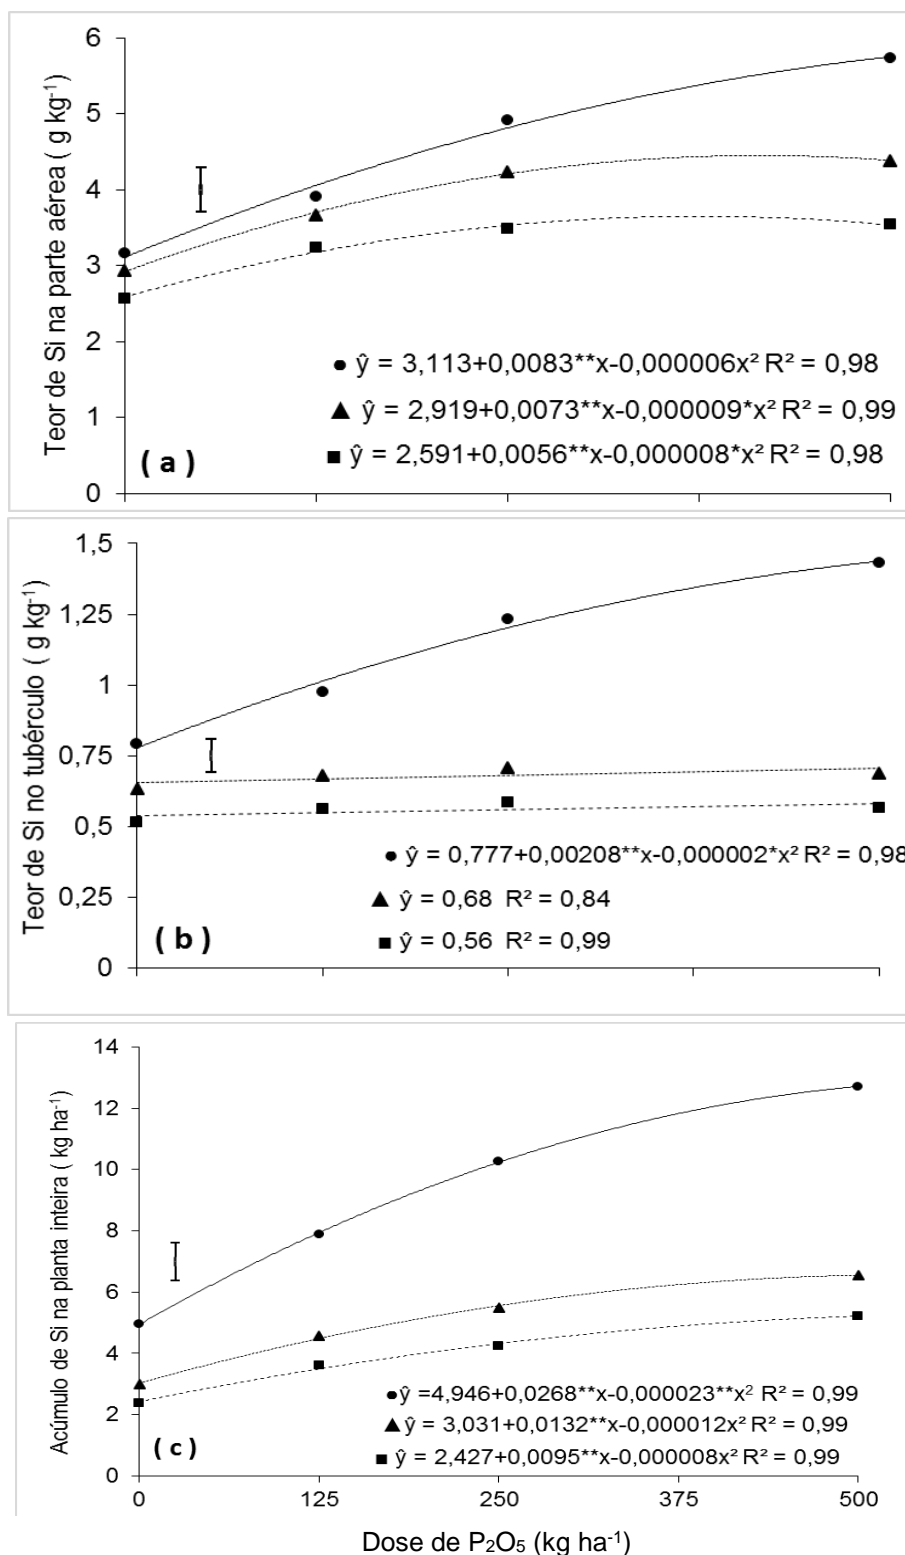 6
5
4
3
2
1
0
Teor de Si na parte aérea ( g kg⁻¹)
ŷ = 3,113+0,0083**x-0,000006x² R² = 0,98
ŷ = 2,919+0,0073**x-0,000009*x² R² = 0,99
ŷ = 2,591+0,0056**x-0,000008*x² R² = 0,98
( a )
1,5
1,25
1
0,75
0,5
0,25
0
Teor de Si no tubérculo ( g kg⁻¹)
ŷ = 0,777+0,00208**x-0,000002*x² R² = 0,98
ŷ = 0,68 R² = 0,84
ŷ = 0,56 R² = 0,99
( b )
14
12
10
8
6
4
2
0
Acúmulo de Si na planta inteira ( kg ha⁻¹)
ŷ =4,946+0,0268**x-0,000023**x² R² = 0,99
ŷ = 3,031+0,0132**x-0,000012x² R² = 0,99
ŷ = 2,427+0,0095**x-0,000008x² R² = 0,99
( c )
0 125 250 375 500
Dose de P₂O₅ (kg ha⁻¹)